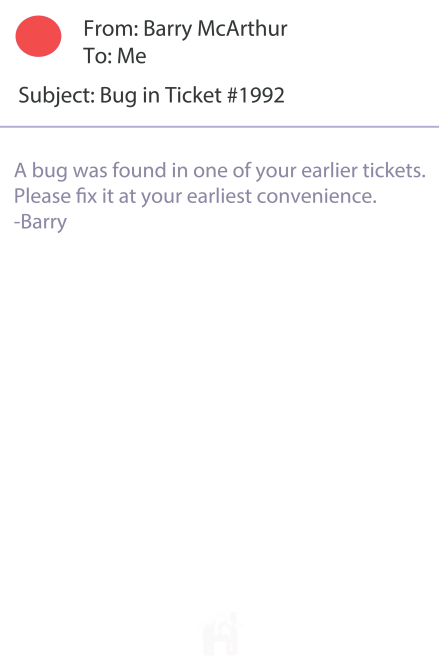 From: Barry McArthur
To: Me
Subject: Bug in Ticket #1992
A bug was found in one of your earlier tickets.
Please fix it at your earliest convenience.
-Barry